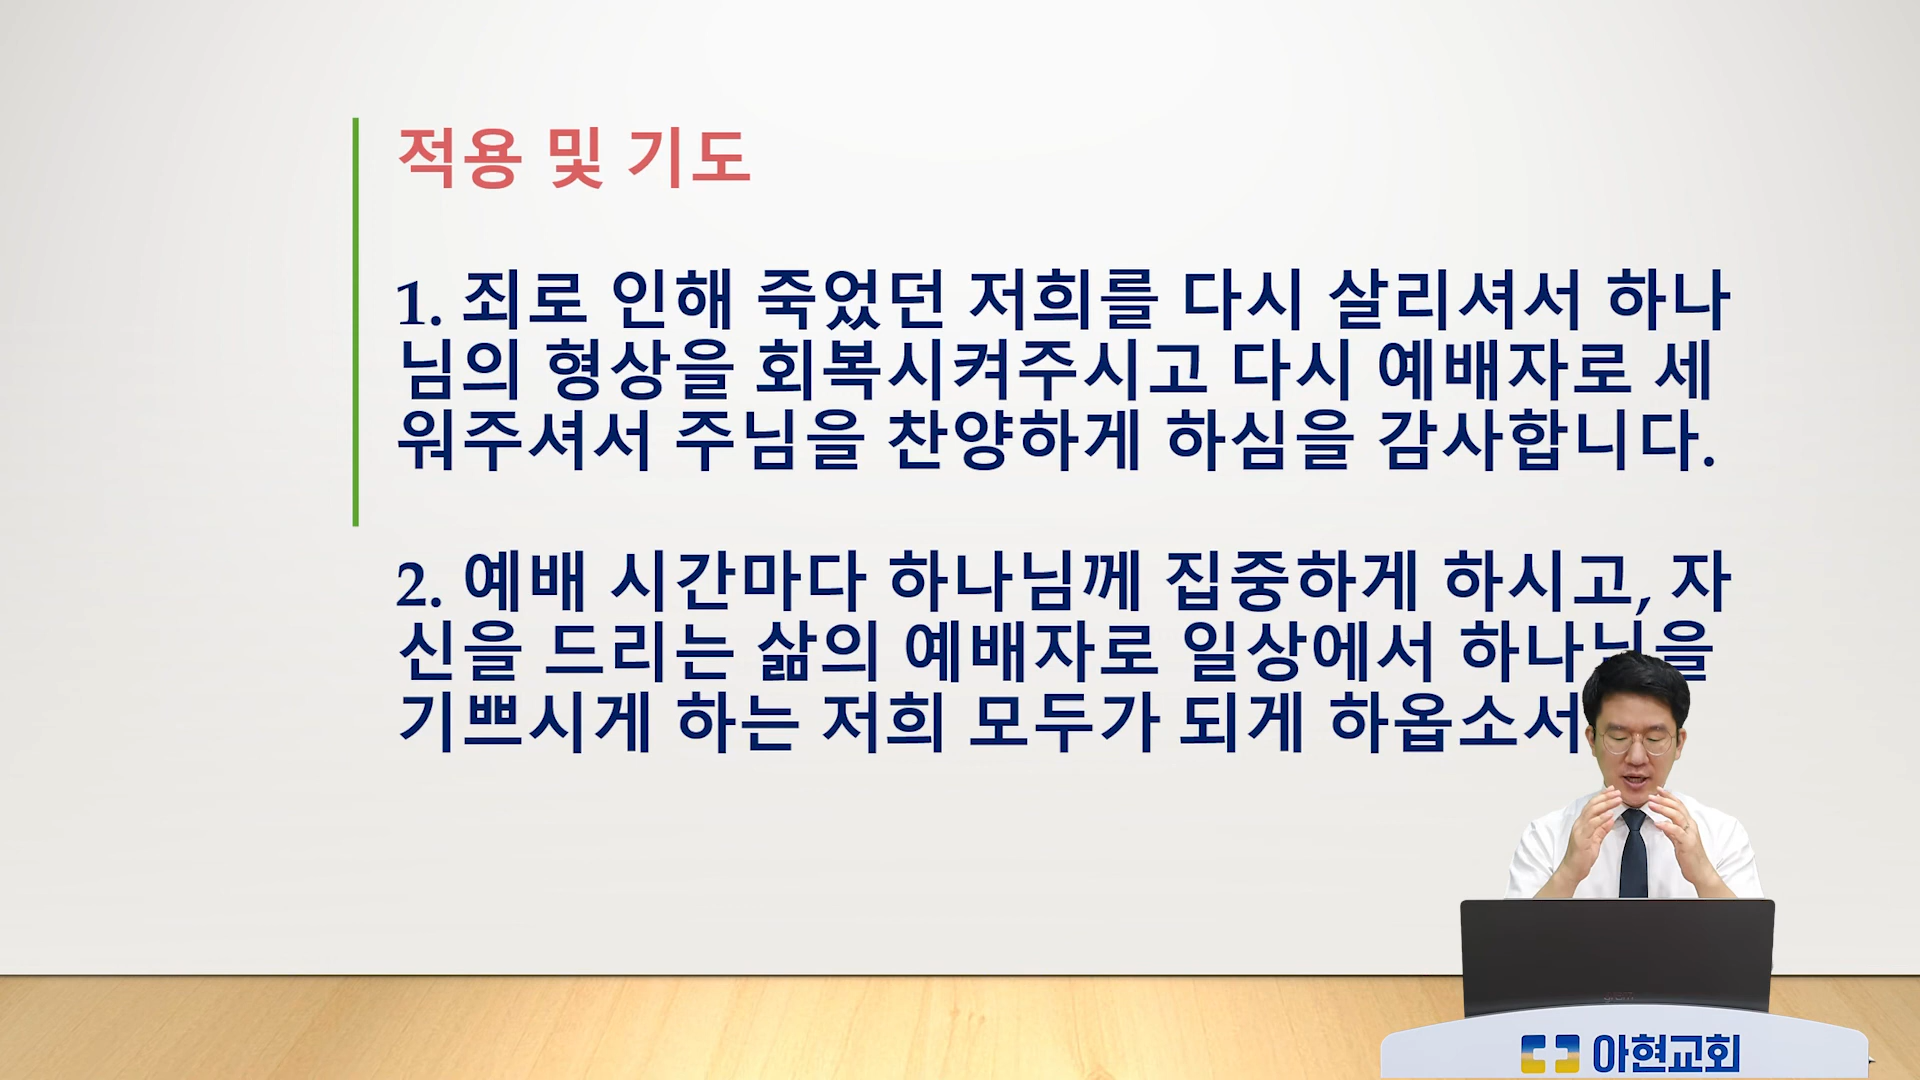 적용 및 기도
1. 죄로 인해 죽었던 저희를 다시 살리셔서 하나
님의 형상을 회복시켜주시고 다시 예배자로 세
워주셔서 주님을 찬양하게 하심을 감사합니다.
2. 예배 시간마다 하나님께 집중하게 하시고, 자
신을 드리는 삶의 예배자로 일상에서 하나님을
기쁘시게 하는 저희 모두가 되게 하옵소서
아현교회